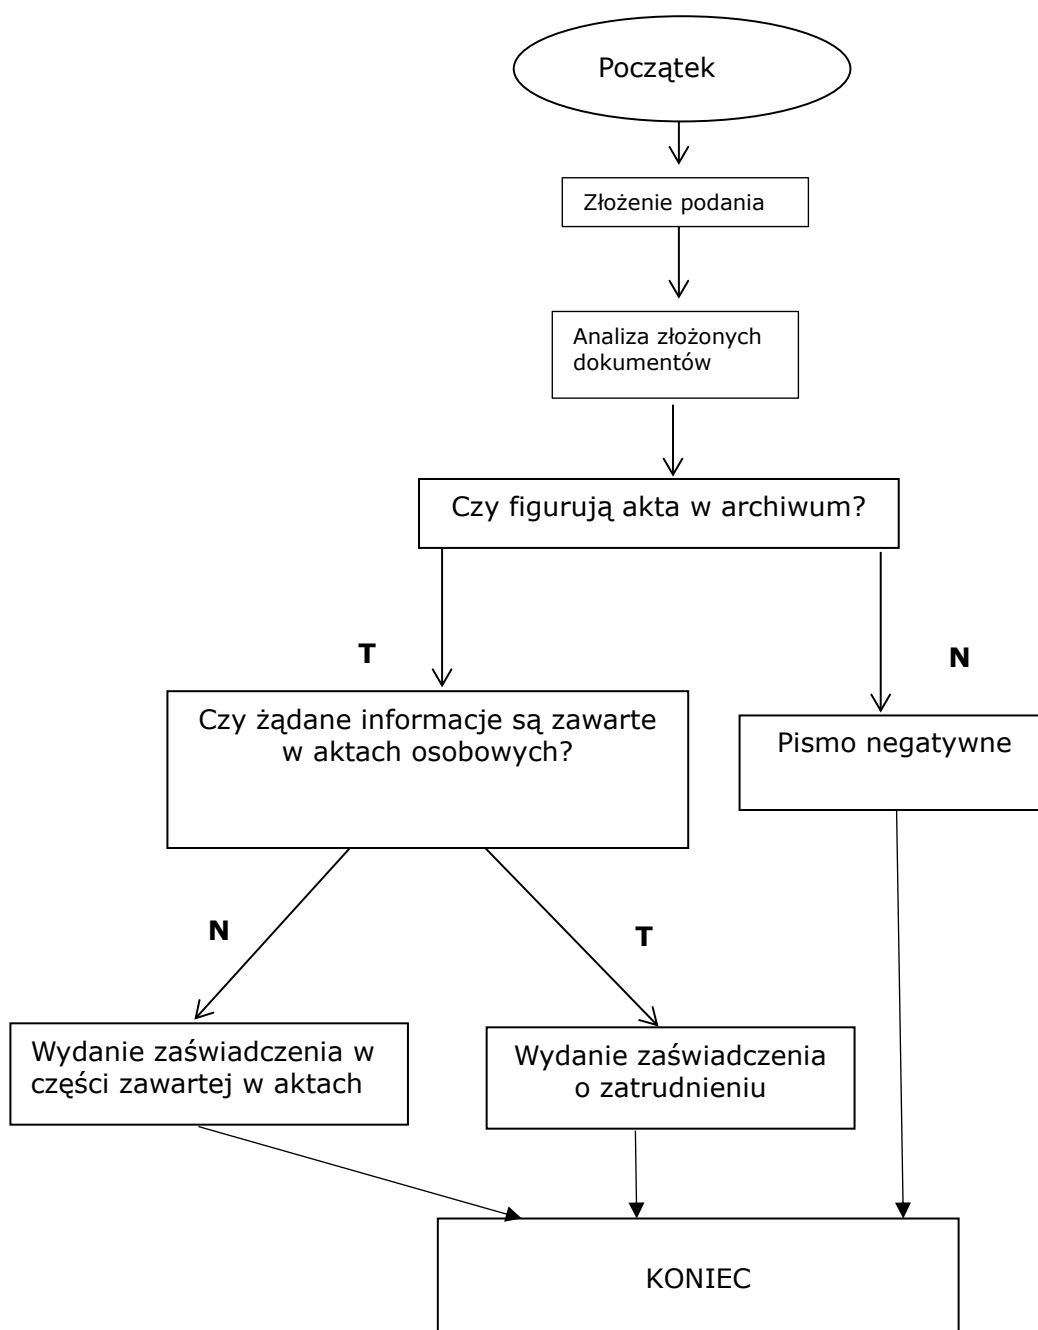 Początek
Złożenie podania
Analiza złożonych
dokumentów
Czy figurują akta w archiwum?
T
N
Czy żądane informacje są zawarte
w aktach osobowych?
Pismo negatywne
N
T
Wydanie zaświadczenia w
części zawartej w aktach
Wydanie zaświadczenia
o zatrudnieniu
KONIEC